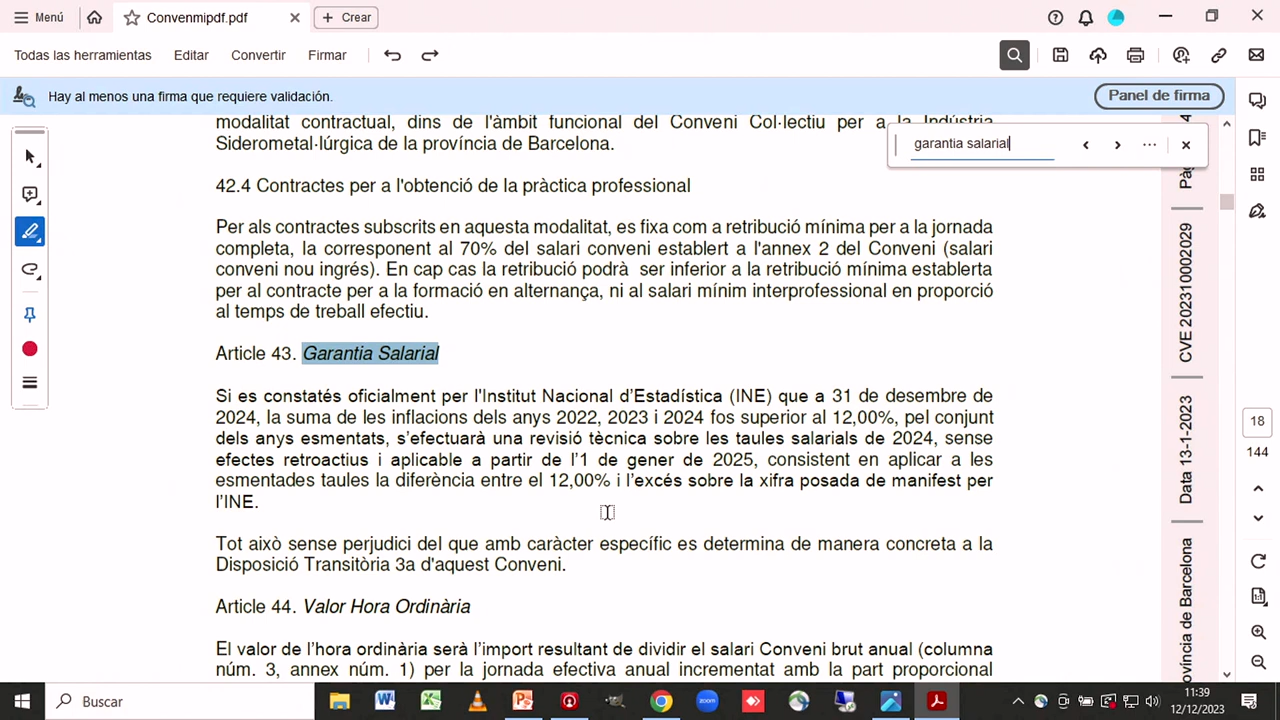 Menú
Convenmipdf.pdf
Crear
Todas las herramientas
Editar
Convertir
Firmar
Hay al menos una firma que requiere validación.
Panel de firma
garantia salarial
modalitat contractual, dins de l'àmbit funcional del Conveni Col·lectiu per a la Indústria
Siderometal·lúrgica de la província de Barcelona.
42.4 Contractes per a l'obtenció de la pràctica professional
Per als contractes subscrits en aquesta modalitat, es fixa com a retribució mínima per a la jornada
completa, la corresponent al 70% del salari conveni establert a l'annex 2 del Conveni (salari
conveni nou ingrés). En cap cas la retribució podrà ser inferior a la retribució mínima establerta
per al contracte per a la formació en alternança, ni al salari mínim interprofessional en proporció
al temps de treball efectiu.
Article 43. Garantia Salarial
Si es constatés oficialment per l'Institut Nacional d'Estadística (INE) que a 31 de desembre de
2024, la suma de les inflacions dels anys 2022, 2023 i 2024 fos superior al 12,00%, pel conjunt
dels anys esmentats, s'efectuarà una revisió tècnica sobre les taules salarials de 2024, sense
efectes retroactius i aplicable a partir de l'1 de gener de 2025, consistent en aplicar a les
esmentades taules la diferència entre el 12,00% i l'excés sobre la xifra posada de manifest per
l'INE.
Tot això sense perjudici del que amb caràcter específic es determina de manera concreta a la
Disposició Transitòria 3a d'aquest Conveni.
Article 44. Valor Hora Ordinària
El valor de l'hora ordinària serà l'import resultant de dividir el salari Conveni brut anual (columna
núm. 3, annex núm. 1) per la jornada efectiva anual incrementat amb la part proporcional
CVE 202310002029
Data 13-1-2023
ovíncia de Barcelona
18
144
Buscar
11:39
12/12/2023